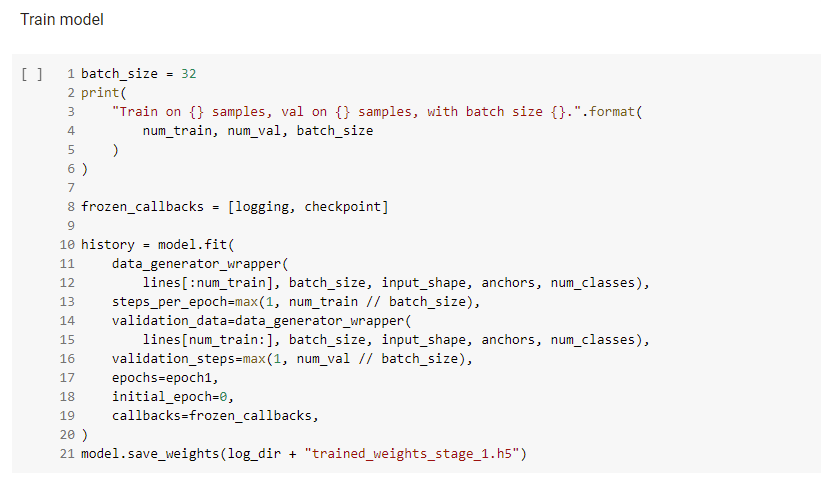 Train model
[ ] 1 batch_size = 32
2 print(
3     "Train on {} samples, val on {} samples, with batch size {}.".format(
4         num_train, num_val, batch_size
5     )
6 )
7
8 frozen_callbacks = [logging, checkpoint]
9
10 history = model.fit(
11     data_generator_wrapper(
12         lines[:num_train], batch_size, input_shape, anchors, num_classes),
13     steps_per_epoch=max(1, num_train // batch_size),
14     validation_data=data_generator_wrapper(
15         lines[num_train:], batch_size, input_shape, anchors, num_classes),
16     validation_steps=max(1, num_val // batch_size),
17     epochs=epoch1,
18     initial_epoch=0,
19     callbacks=frozen_callbacks,
20 )
21 model.save_weights(log_dir + "trained_weights_stage_1.h5")